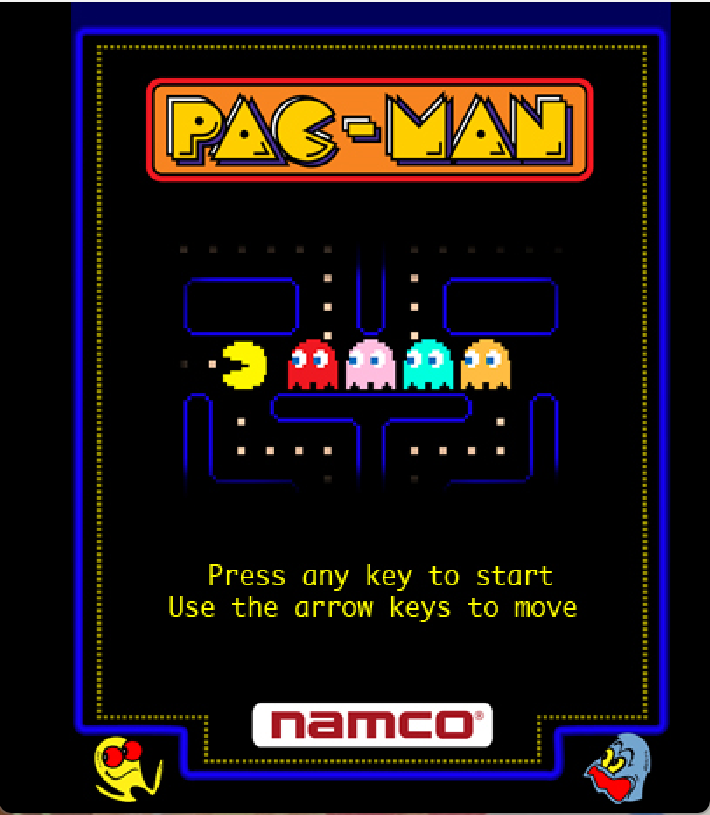 PAC-MAN
Press any key to start
Use the arrow keys to move
namco®